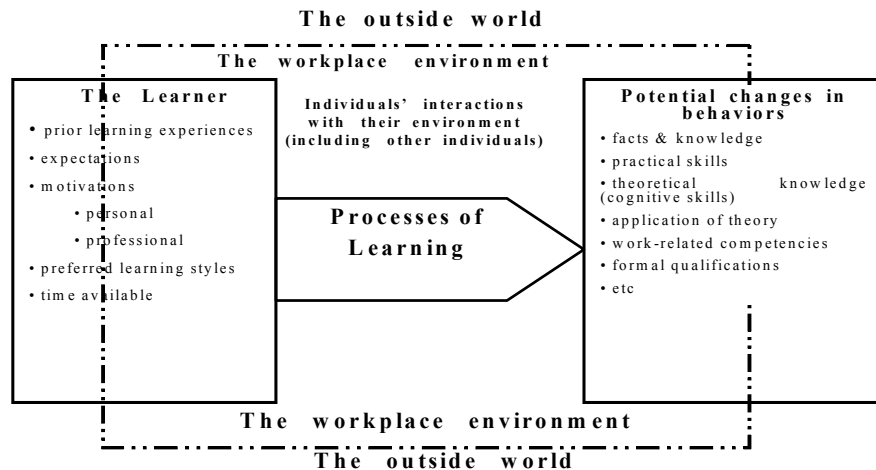 The outside world
The workplace environment
The Learner
• prior learning experiences
• expectations
• motivations
• personal
• professional
• preferred learning styles
• time available
Individuals' interactions
with their environment
(including other individuals)
Processes of
Learning
Potential changes in
behaviors
• facts & knowledge
• practical skills
• theoretical knowledge
(cognitive skills)
• application of theory
• work-related competencies
• formal qualifications
• etc
The workplace environment
The outside world